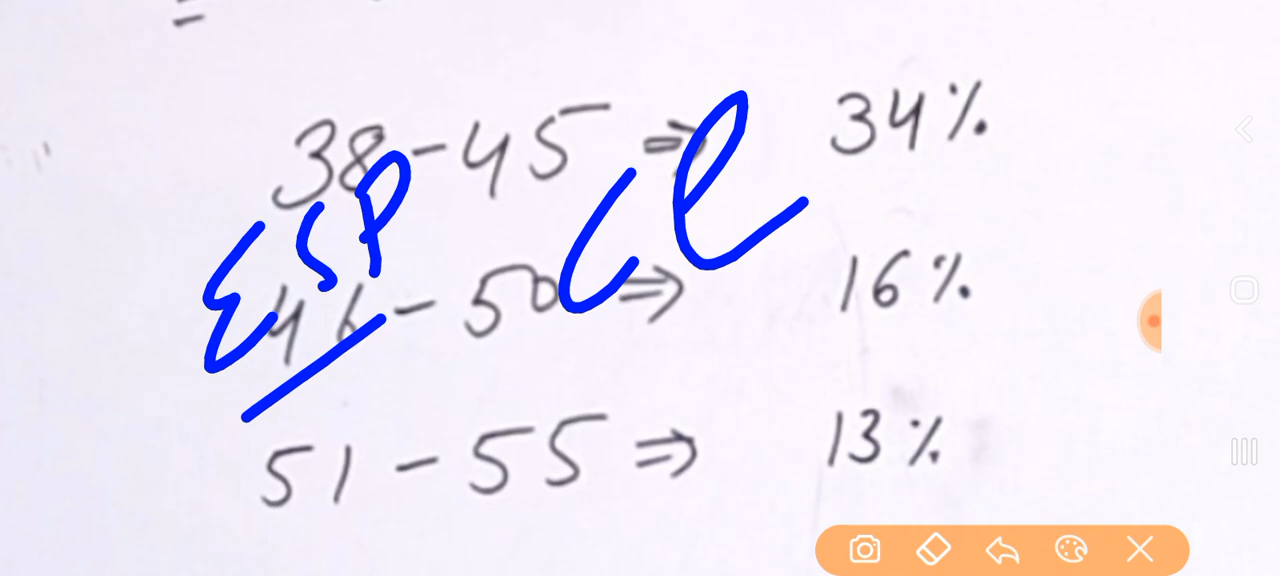 38-45 ⇒ 34%
ESP Cl
46-50 ⇒ 16%
51-55 ⇒ 13%